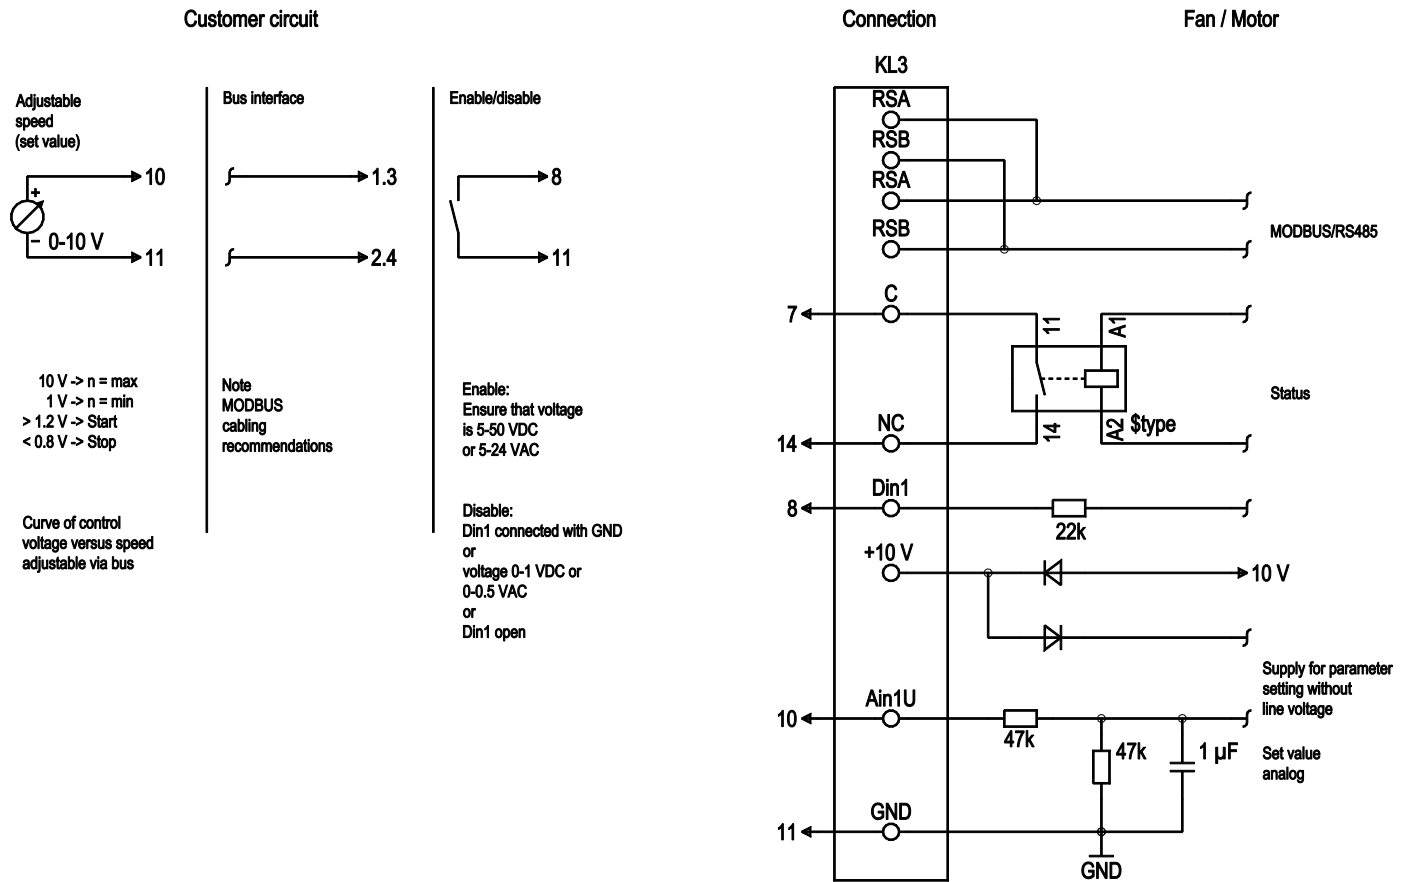 Customer circuit
Connection
Fan / Motor
Adjustable
speed
(set value)
10
+
−
0-10 V
11
10 V -> n = max
1 V -> n = min
> 1.2 V -> Start
< 0.8 V -> Stop
Curve of control
voltage versus speed
adjustable via bus
Bus interface
1.3
2.4
Note
MODBUS
cabling
recommendations
Enable/disable
8
11
Enable:
Ensure that voltage
is 5-50 VDC
or 5-24 VAC
Disable:
Din1 connected with GND
or
voltage 0-1 VDC or
0-0.5 VAC
or
Din1 open
KL3
RSA
RSB
RSA
RSB
MODBUS/RS485
C
7
11
A1
Status
NC
14
14
A2
$type
Din1
8
22k
+10 V
10 V
Supply for parameter
setting without
line voltage
Ain1U
10
47k
47k
1 µF
Set value
analog
GND
11
GND